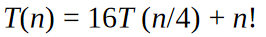 T(n) = 16T (n/4) + n!